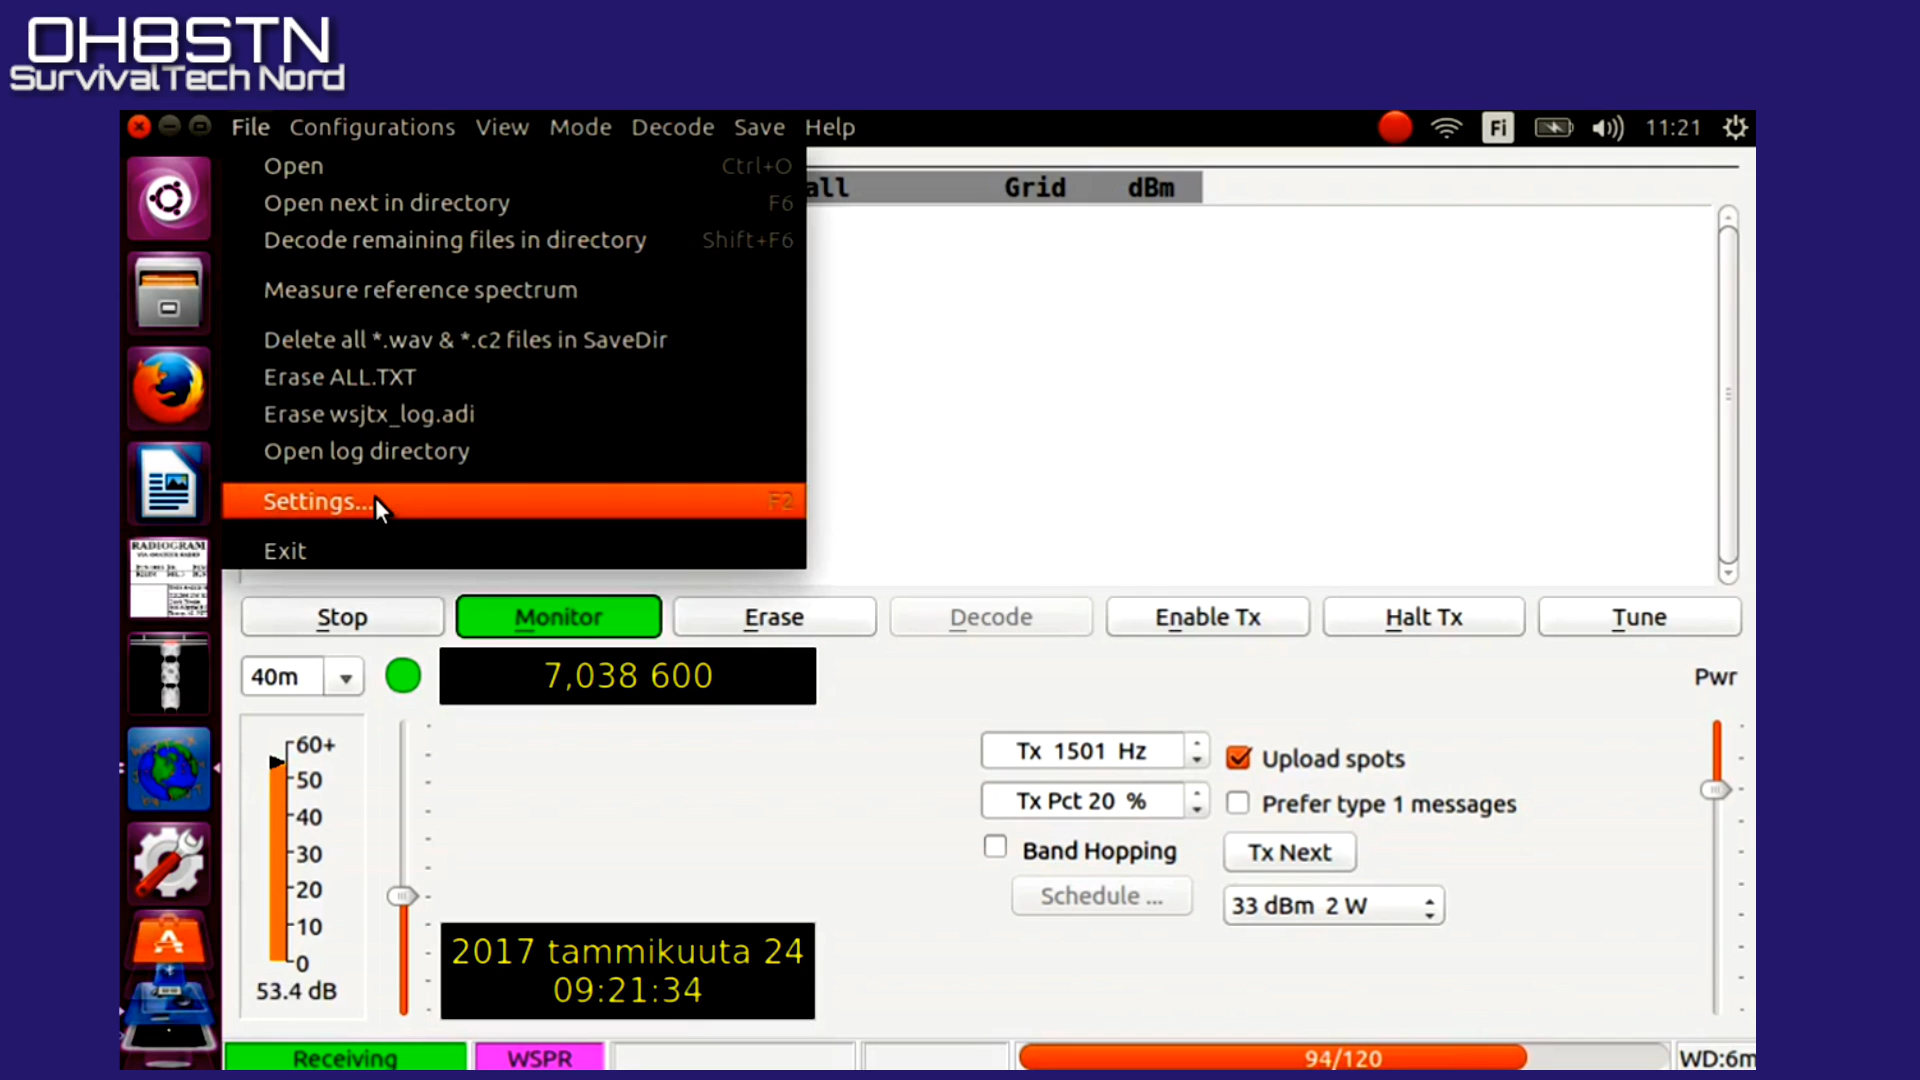 OH8STN
SurvivalTech Nord
File Configurations View Mode Decode Save Help
Fi 11:21
Open Ctrl+O
Open next in directory F6
Decode remaining files in directory Shift+F6
Measure reference spectrum
Delete all *.wav & *.c2 files in SaveDir
Erase ALL.TXT
Erase wsjtx_log.adi
Open log directory
Settings... F2
Exit
all Grid dBm
RADIOGRAM
Stop Monitor Erase Decode Enable Tx Halt Tx Tune
40m 7,038 600 Pwr
60+
50
40
30
20
10
0
53.4 dB
Tx 1501 Hz Upload spots
Tx Pct 20 % Prefer type 1 messages
Band Hopping Tx Next
Schedule ... 33 dBm 2 W
2017 tammikuuta 24
09:21:34
Receiving WSPR 94/120 WD:6m